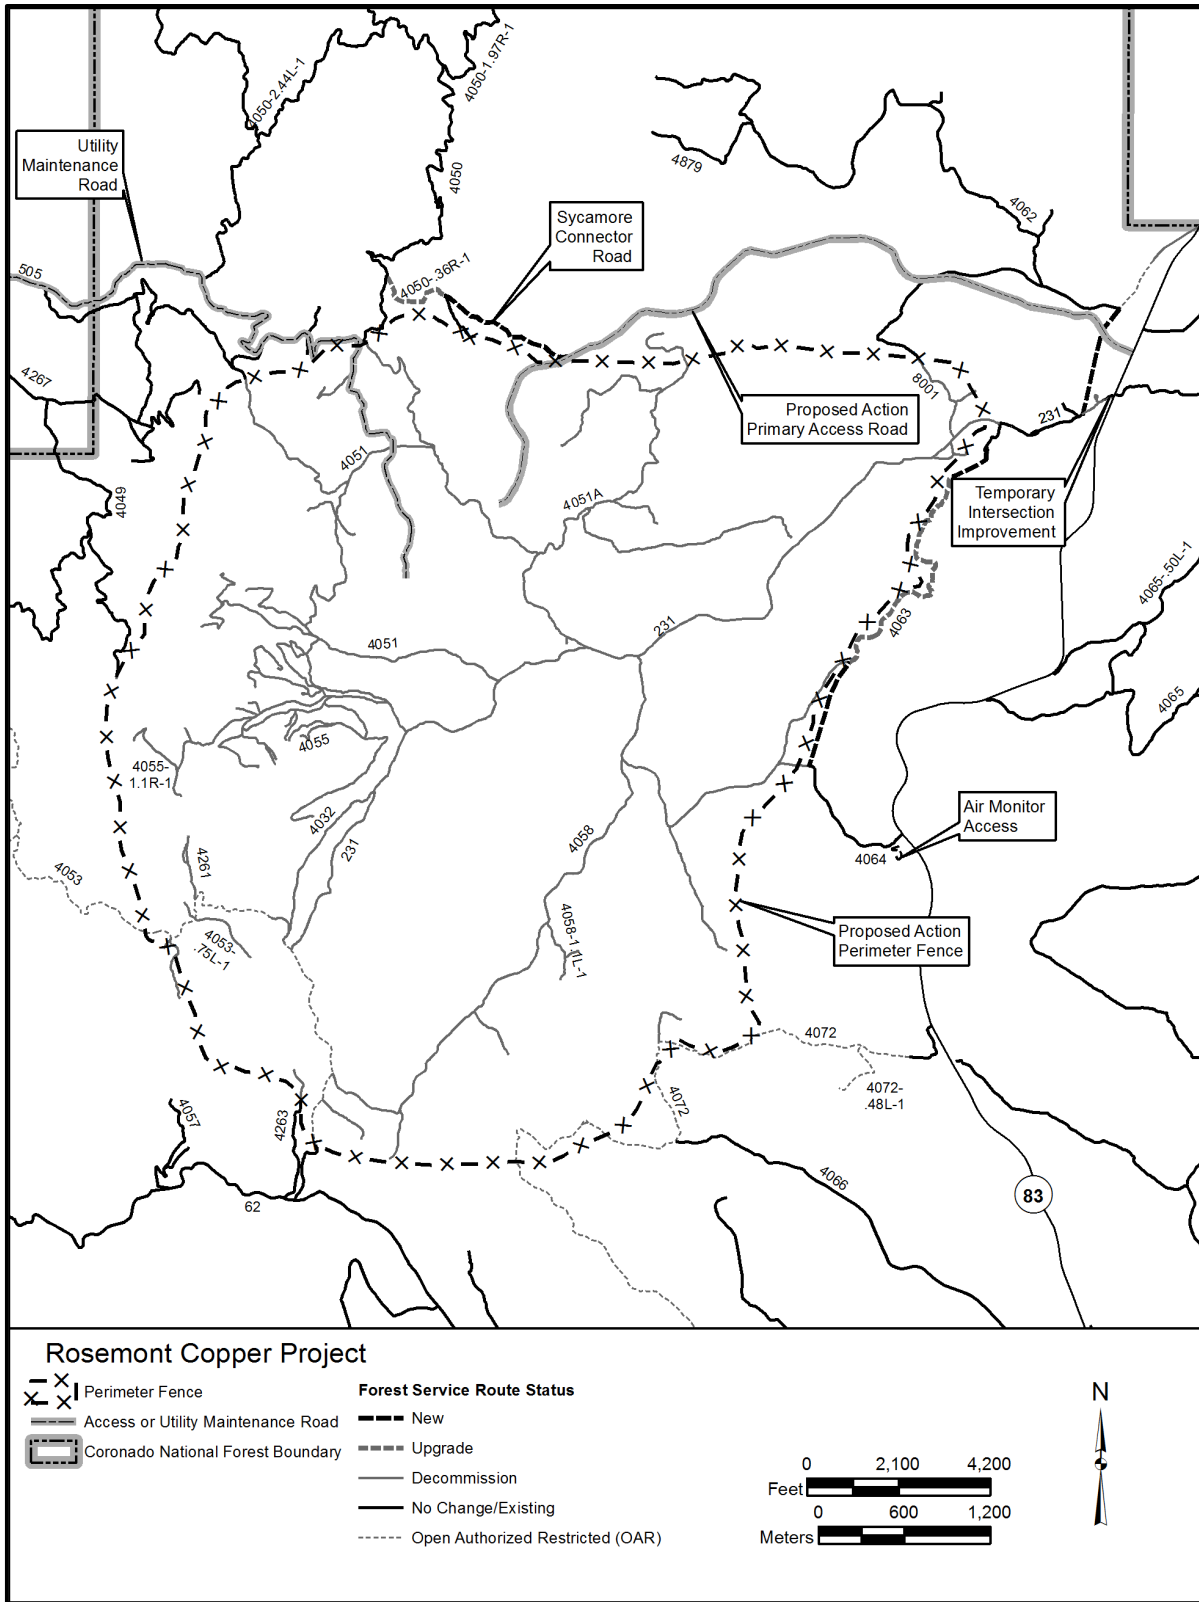 4050-2.44L-1
4050-1.97R-1
Utility
Maintenance
Road
4050
4879
4062
Sycamore
Connector
Road
505
4050-.36R-1
4267
8001
Proposed Action
Primary Access Road
231
4051
4049
4051A
Temporary
Intersection
Improvement
4065-.50L-1
4063
231
4051
4065
4055
4055-
1.1R-1
4032
231
4058
Air Monitor
Access
4064
4261
4053
4053-
.75L-1
4058-1.1L-1
Proposed Action
Perimeter Fence
4072
4072-
.48L-1
4072
4057
4263
4066
62
83
Rosemont Copper Project
Perimeter Fence
Access or Utility Maintenance Road
Coronado National Forest Boundary
Forest Service Route Status
New
Upgrade
Decommission
No Change/Existing
Open Authorized Restricted (OAR)
0 2,100 4,200
Feet
0 600 1,200
Meters
N